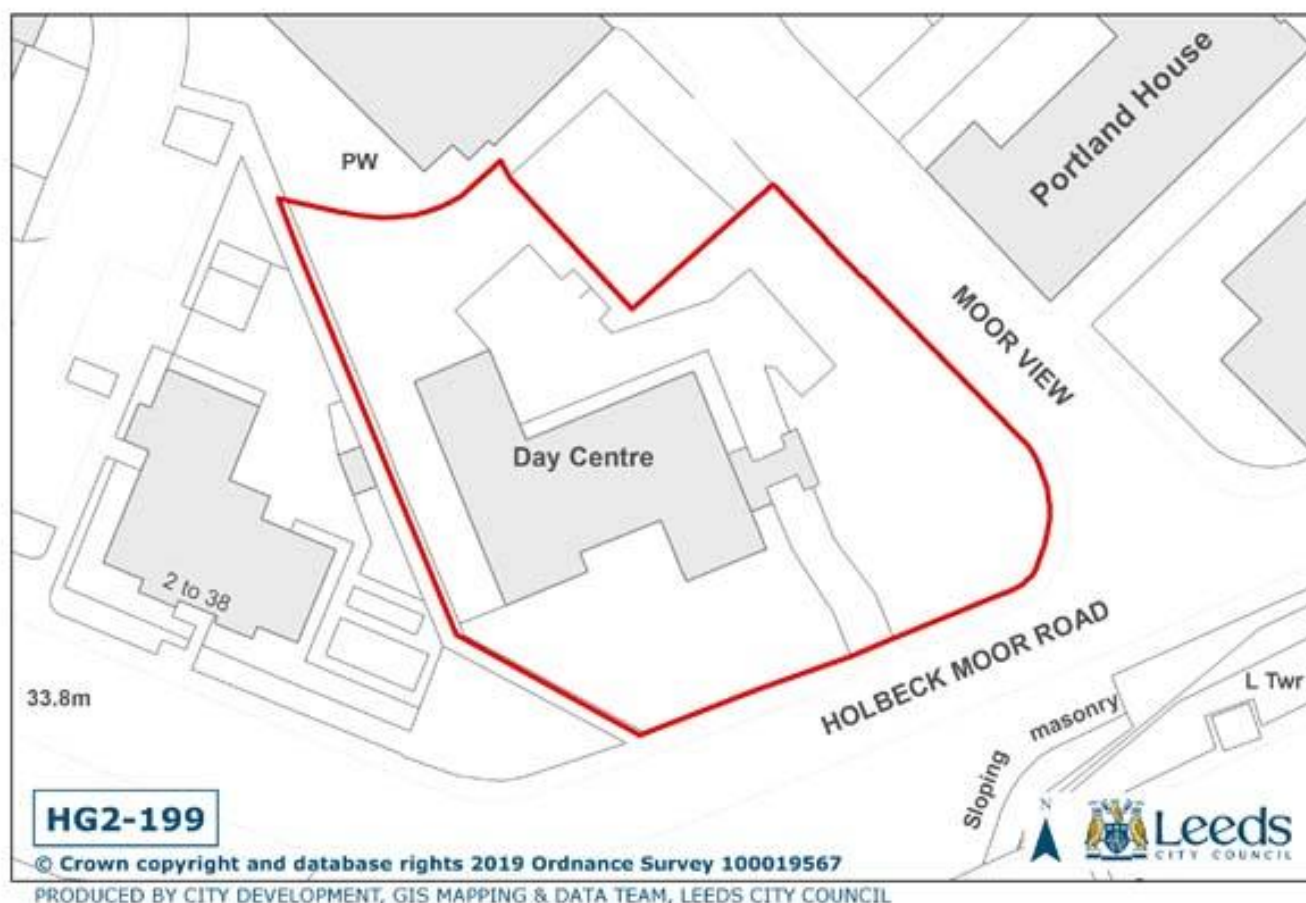 PW
Portland House
MOOR VIEW
Day Centre
2 to 38
HOLBECK MOOR ROAD
33.8m
L Twr
Sloping masonry
N
HG2-199
Leeds
CITY COUNCIL
© Crown copyright and database rights 2019 Ordnance Survey 100019567
PRODUCED BY CITY DEVELOPMENT, GIS MAPPING & DATA TEAM, LEEDS CITY COUNCIL